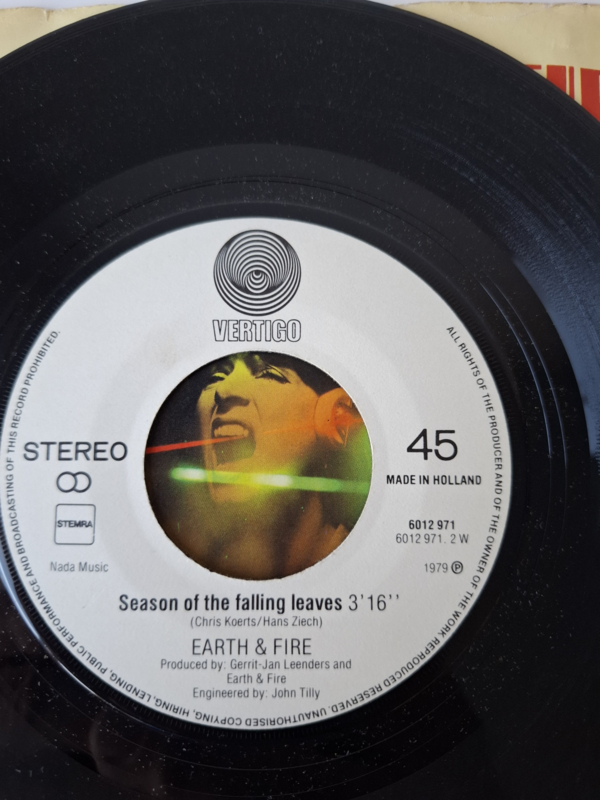 VERTIGO
STEREO
STEMRA
Nada Music
45
MADE IN HOLLAND
6012 971
6012 971. 2 W
1979 Ⓟ
Season of the falling leaves 3'16''
(Chris Koerts/Hans Ziech)
EARTH & FIRE
Produced by: Gerrit-Jan Leenders and
Earth & Fire
Engineered by: John Tilly
ALL RIGHTS OF THE PRODUCER AND OF THE OWNER OF THE WORK REPRODUCED RESERVED. UNAUTHORISED COPYING, HIRING, LENDING, PUBLIC PERFORMANCE AND BROADCASTING OF THIS RECORD PROHIBITED.